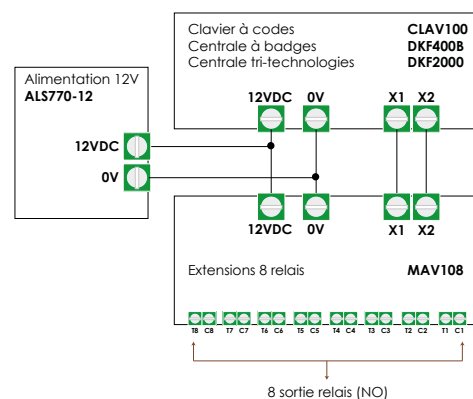 Clavier à codes CLAV100
Centrale à badges DKF400B
Centrale tri-technologies DKF2000
Alimentation 12V
ALS770-12
12VDC 0V X1 X2
12VDC
0V
12VDC 0V X1 X2
Extensions 8 relais MAV108
T8 C8 T7 C7 T6 C6 T5 C5 T4 C4 T3 C3 T2 C2 T1 C1
8 sortie relais (NO)